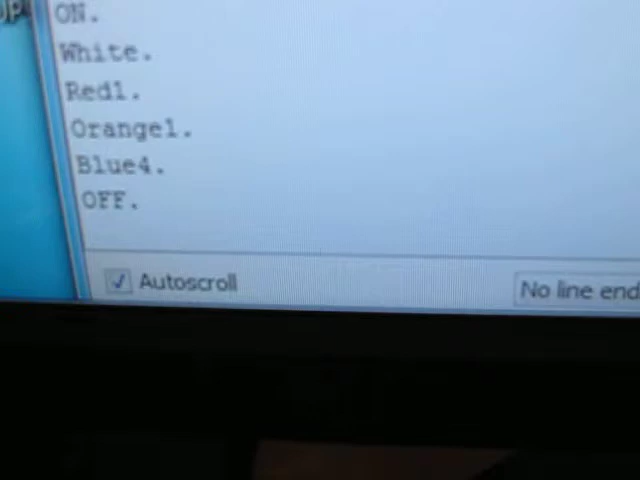 ON.
White.
Red1.
Orange1.
Blue4.
OFF.
Autoscroll
No line end